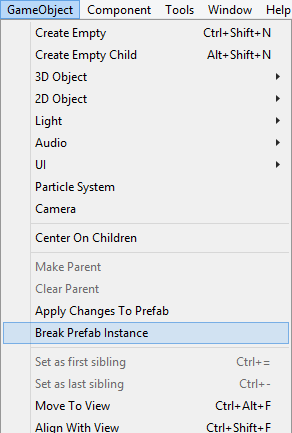 GameObject Component Tools Window Help
Create Empty Ctrl+Shift+N
Create Empty Child Alt+Shift+N
3D Object
2D Object
Light
Audio
UI
Particle System
Camera
Center On Children
Make Parent
Clear Parent
Apply Changes To Prefab
Break Prefab Instance
Set as first sibling Ctrl+=
Set as last sibling Ctrl+-
Move To View Ctrl+Alt+F
Align With View Ctrl+Shift+F